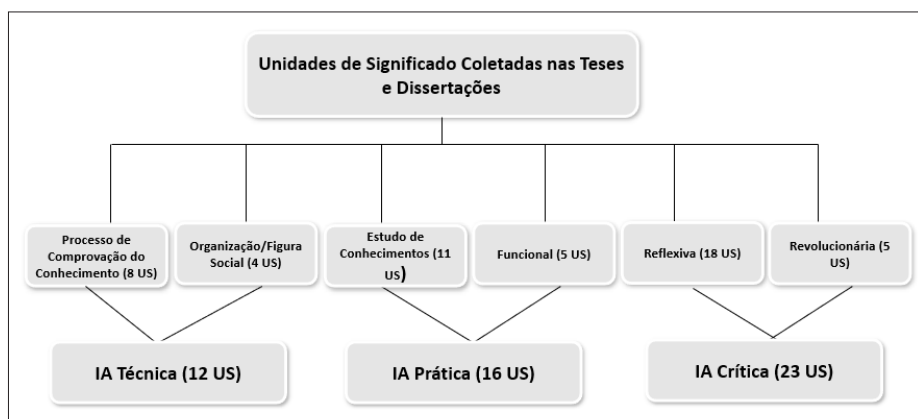 Unidades de Significado Coletadas nas Teses
e Dissertações
Processo de
Comprovação do
Conhecimento (8 US)
Organização/Figura
Social (4 US)
Estudo de
Conhecimentos (11
US)
Funcional (5 US)
Reflexiva (18 US)
Revolucionária (5
US)
IA Técnica (12 US)
IA Prática (16 US)
IA Crítica (23 US)